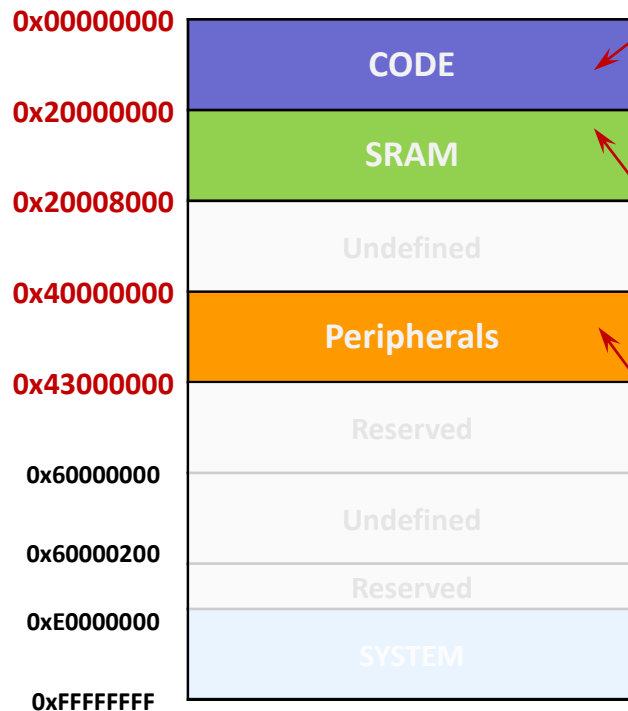 0x00000000
CODE
0x20000000
SRAM
0x20008000
Undefined
0x40000000
Peripherals
0x43000000
Reserved
0x60000000
Undefined
0x60000200
Reserved
0xE0000000
SYSTEM
0xFFFFFFFF